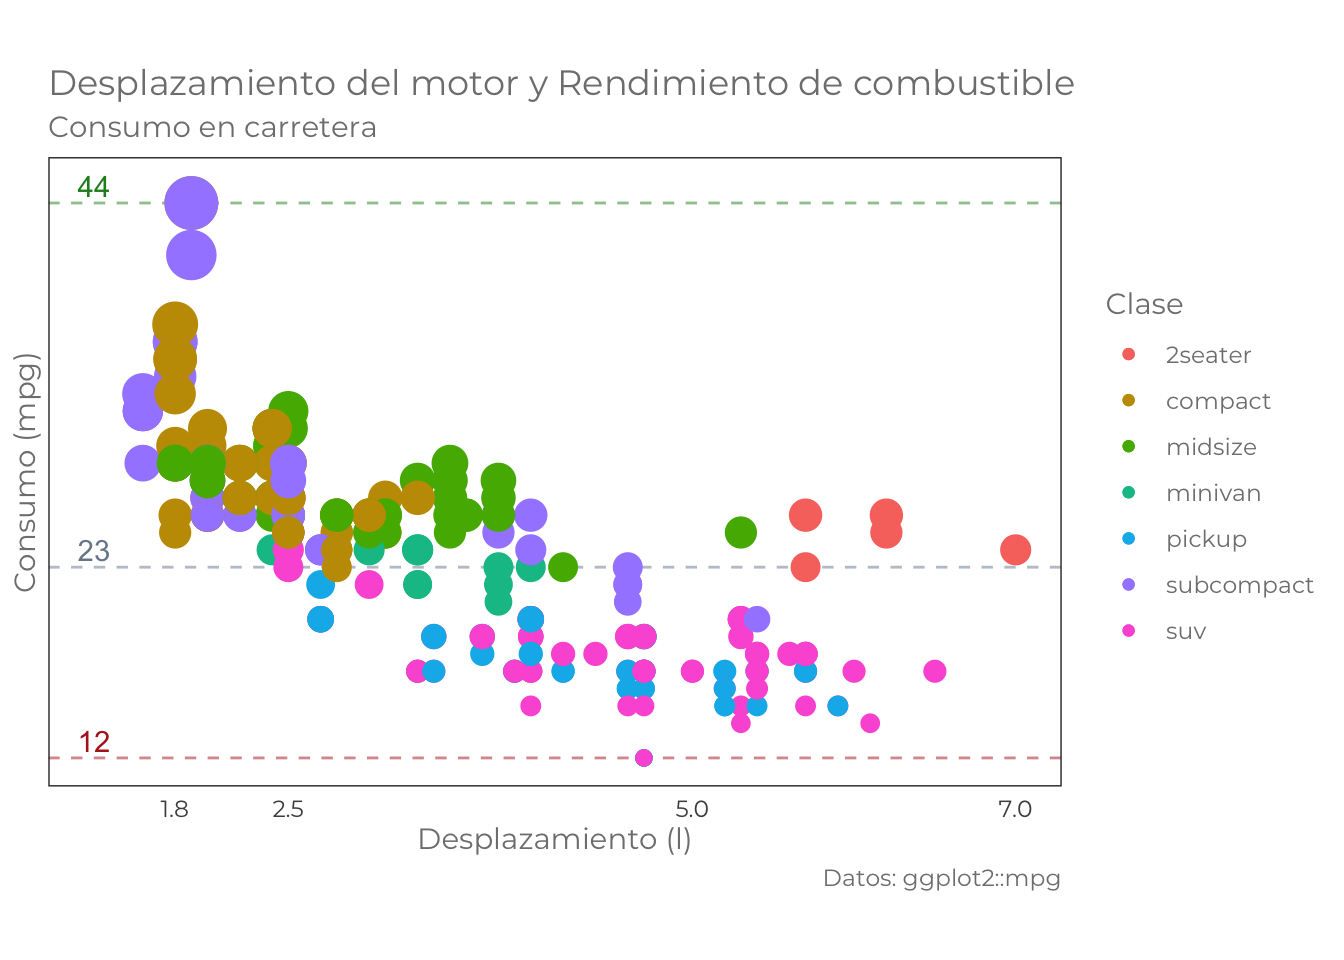 Desplazamiento del motor y Rendimiento de combustible
Consumo en carretera
44
23
12
Consumo (mpg)
1.8 2.5 5.0 7.0
Desplazamiento (l)
Clase
2seater
compact
midsize
minivan
pickup
subcompact
suv
Datos: ggplot2::mpg